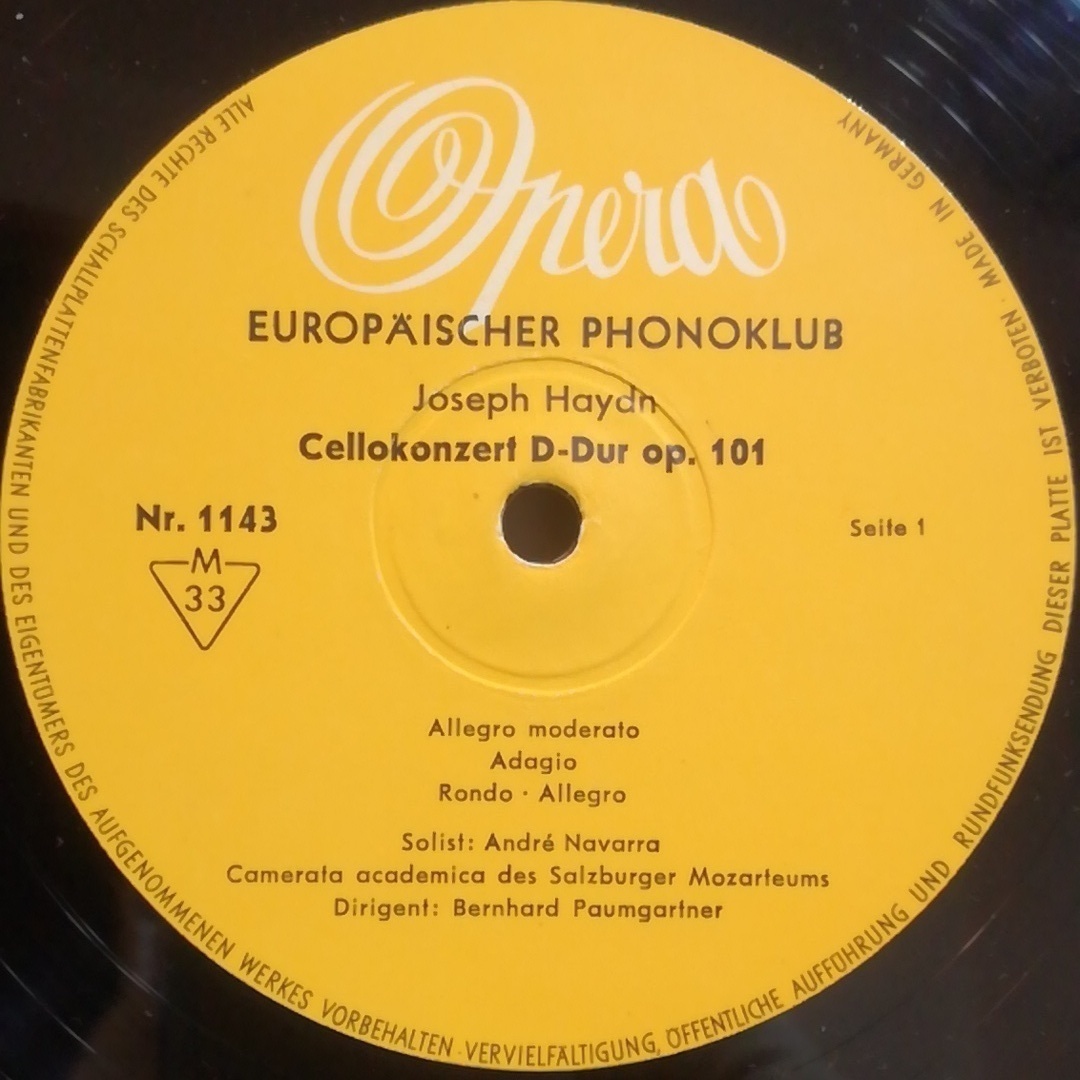 Opera
EUROPÄISCHER PHONOKLUB
Joseph Haydn
Cellokonzert D-Dur op. 101
Nr. 1143
M
33
Seite 1
Allegro moderato
Adagio
Rondo · Allegro
Solist: André Navarra
Camerata academica des Salzburger Mozarteums
Dirigent: Bernhard Paumgartner
ALLE RECHTE DES SCHALLPLATTENFABRIKANTEN UND DES EIGENTÜMERS DES AUFGENOMMENEN WERKES VORBEHALTEN · VERVIELFÄLTIGUNG, ÖFFENTLICHE AUFFÜHRUNG UND RUNDFUNKSENDUNG DIESER PLATTE IST VERBOTEN · MADE IN GERMANY